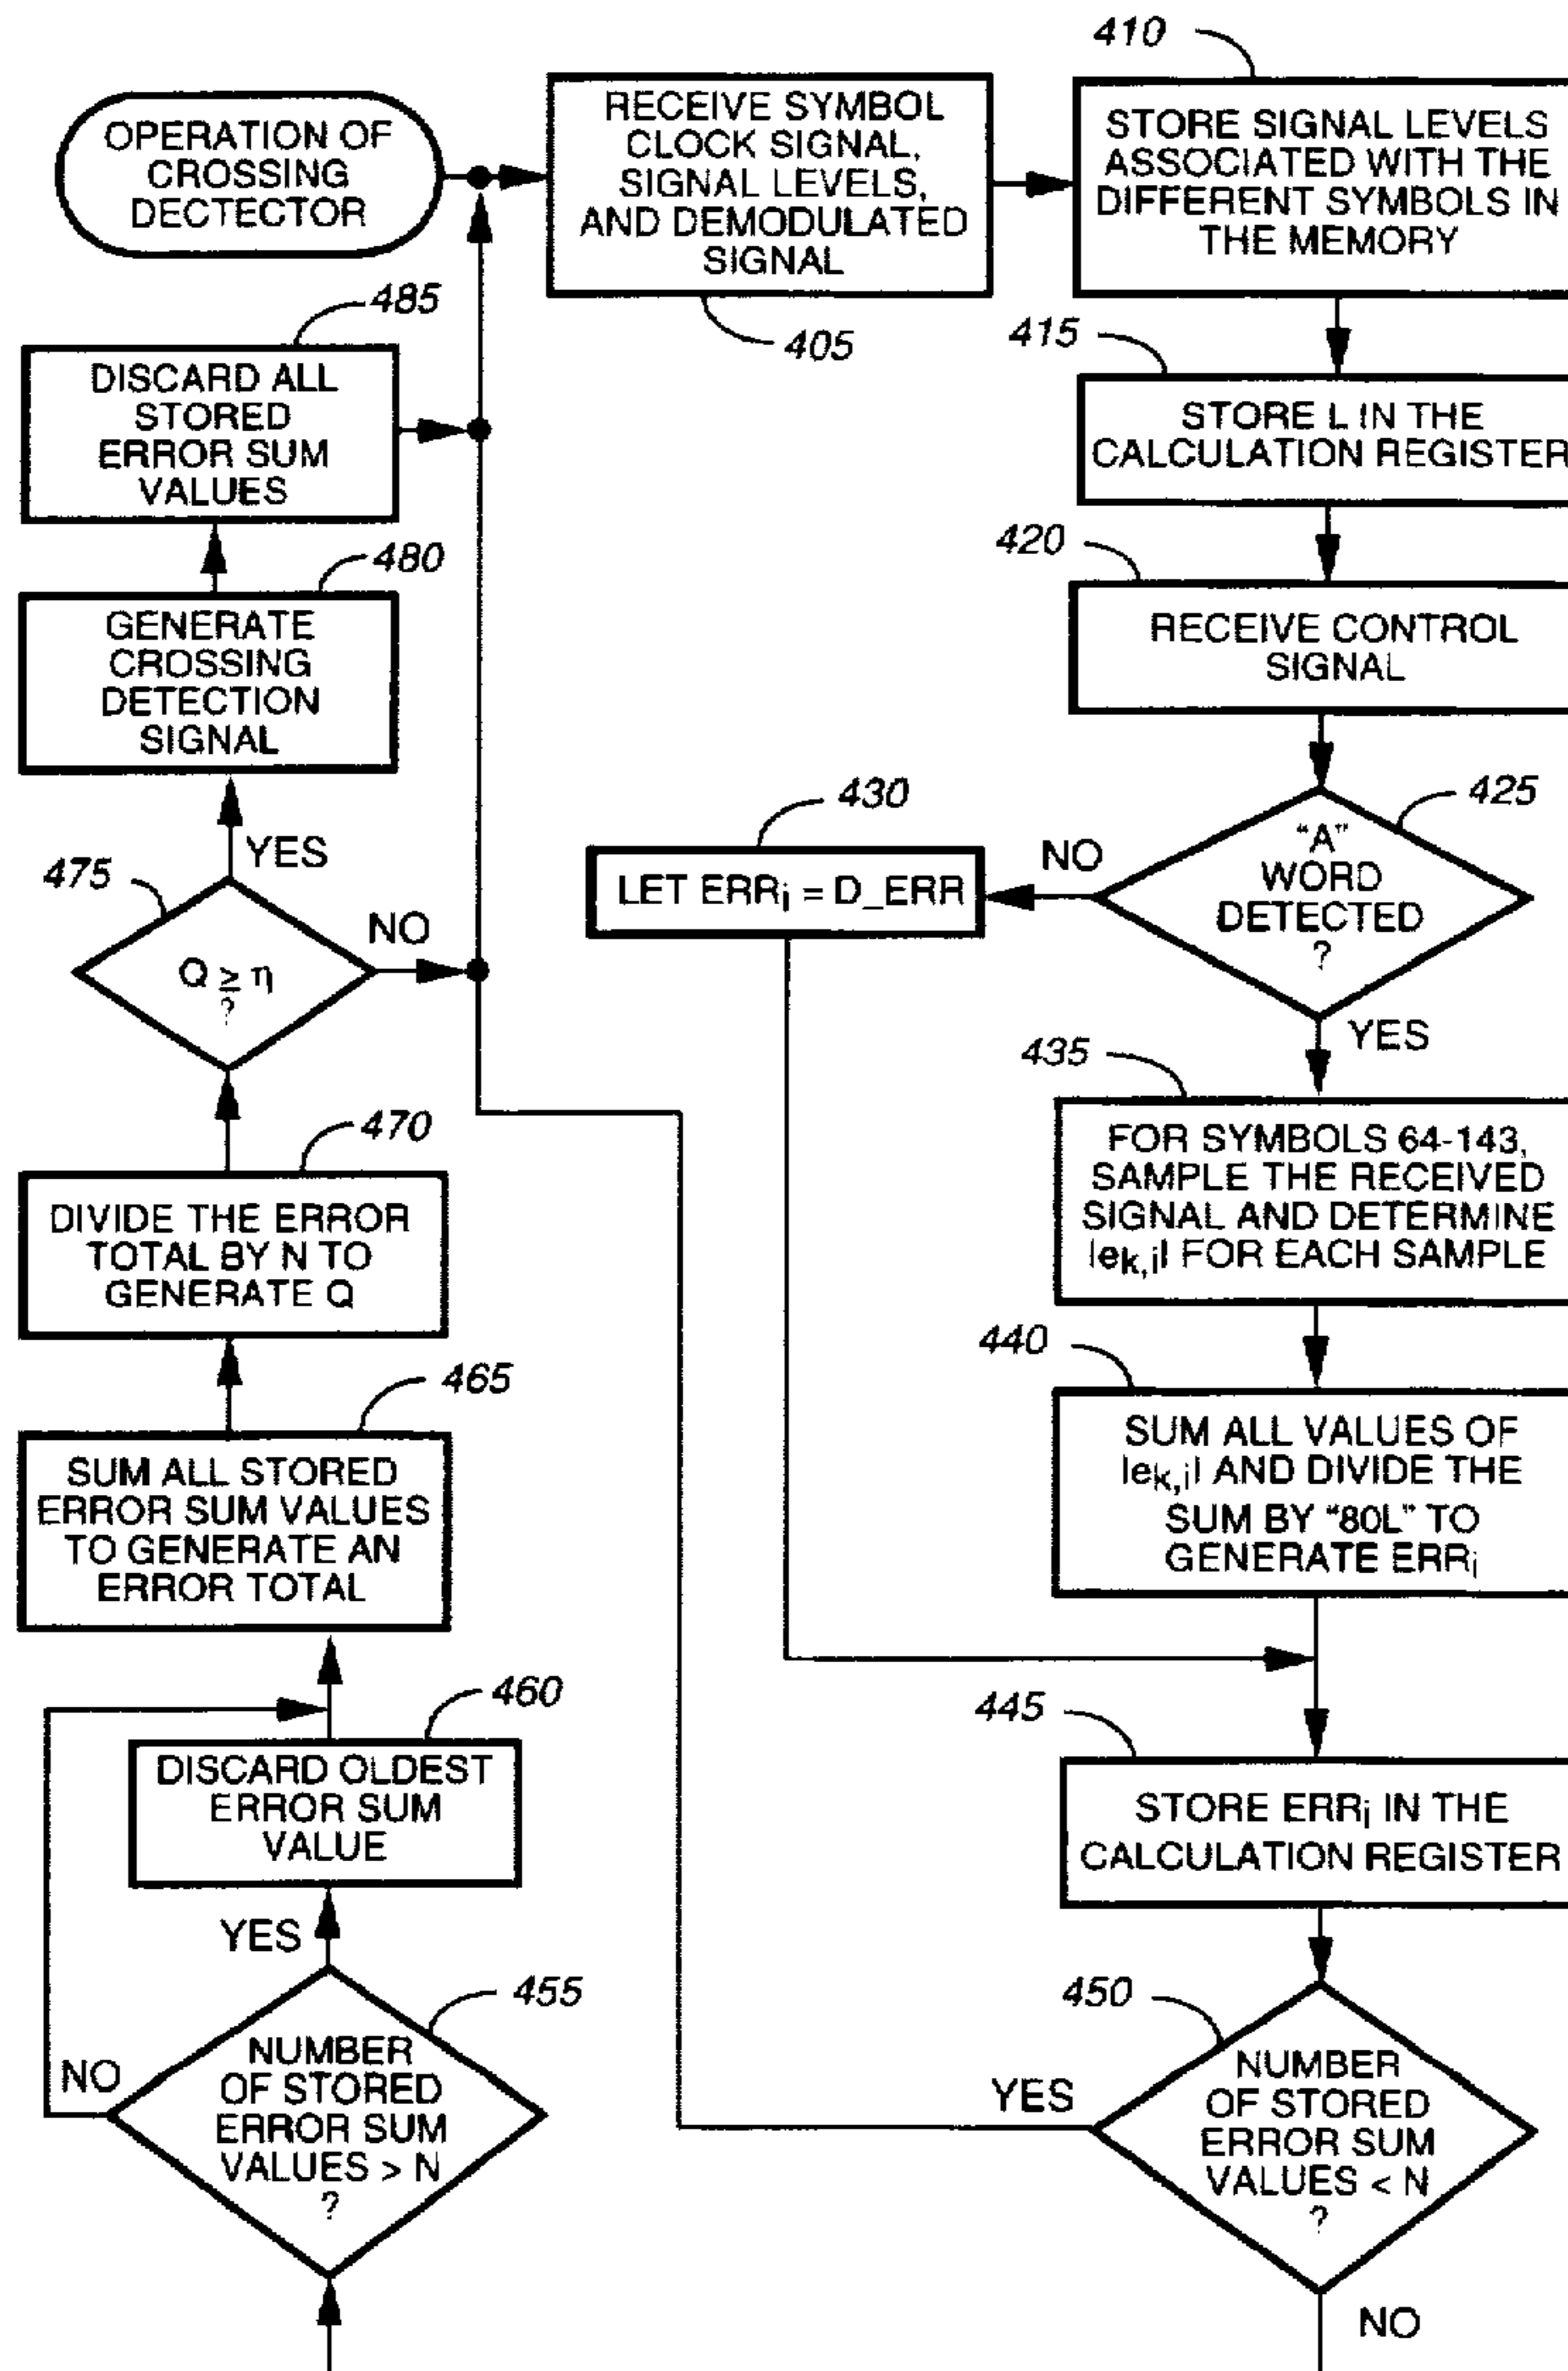 OPERATION OF
CROSSING
DECTECTOR
RECEIVE SYMBOL
CLOCK SIGNAL,
SIGNAL LEVELS,
AND DEMODULATED
SIGNAL
405
410
STORE SIGNAL LEVELS
ASSOCIATED WITH THE
DIFFERENT SYMBOLS IN
THE MEMORY
415
STORE L IN THE
CALCULATION REGISTER
420
RECEIVE CONTROL
SIGNAL
425
"A"
WORD
DETECTED
?
NO
YES
430
LET ERRi = D_ERR
435
FOR SYMBOLS 64-143,
SAMPLE THE RECEIVED
SIGNAL AND DETERMINE
|ek,i| FOR EACH SAMPLE
440
SUM ALL VALUES OF
|ek,i| AND DIVIDE THE
SUM BY "80L" TO
GENERATE ERRi
445
STORE ERRi IN THE
CALCULATION REGISTER
450
NUMBER
OF STORED
ERROR SUM
VALUES < N
?
YES
NO
455
NUMBER
OF STORED
ERROR SUM
VALUES > N
?
NO
YES
460
DISCARD OLDEST
ERROR SUM
VALUE
465
SUM ALL STORED
ERROR SUM VALUES
TO GENERATE AN
ERROR TOTAL
470
DIVIDE THE ERROR
TOTAL BY N TO
GENERATE Q
475
Q ≥ η
?
NO
YES
480
GENERATE
CROSSING
DETECTION
SIGNAL
485
DISCARD ALL
STORED
ERROR SUM
VALUES